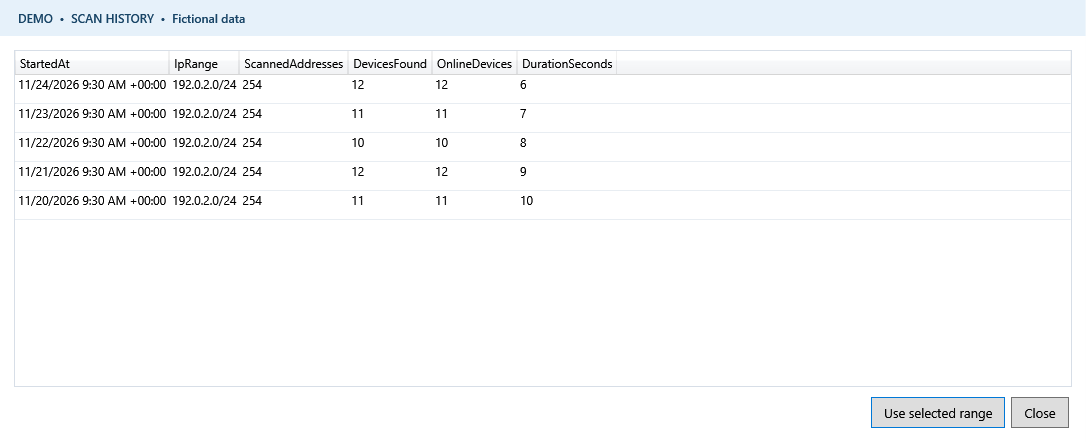 DEMO • SCAN HISTORY • Fictional data
StartedAt IpRange ScannedAddresses DevicesFound OnlineDevices DurationSeconds
11/24/2026 9:30 AM +00:00 192.0.2.0/24 254 12 12 6
11/23/2026 9:30 AM +00:00 192.0.2.0/24 254 11 11 7
11/22/2026 9:30 AM +00:00 192.0.2.0/24 254 10 10 8
11/21/2026 9:30 AM +00:00 192.0.2.0/24 254 12 12 9
11/20/2026 9:30 AM +00:00 192.0.2.0/24 254 11 11 10
Use selected range Close